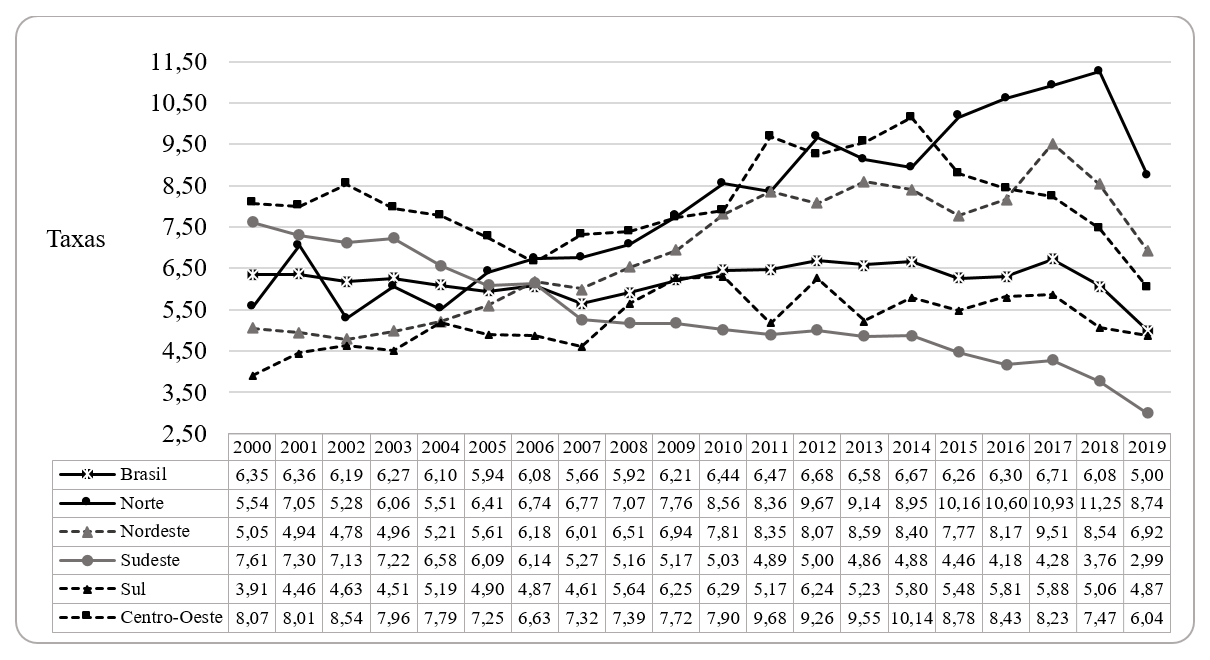 11,50
10,50
9,50
8,50
7,50
Taxas
6,50
5,50
4,50
3,50
2,50
2000 2001 2002 2003 2004 2005 2006 2007 2008 2009 2010 2011 2012 2013 2014 2015 2016 2017 2018 2019
Brasil 6,35 6,36 6,19 6,27 6,10 5,94 6,08 5,66 5,92 6,21 6,44 6,47 6,68 6,58 6,67 6,26 6,30 6,71 6,08 5,00
Norte 5,54 7,05 5,28 6,06 5,51 6,41 6,74 6,77 7,07 7,76 8,56 8,36 9,67 9,14 8,95 10,16 10,60 10,93 11,25 8,74
Nordeste 5,05 4,94 4,78 4,96 5,21 5,61 6,18 6,01 6,51 6,94 7,81 8,35 8,07 8,59 8,40 7,77 8,17 9,51 8,54 6,92
Sudeste 7,61 7,30 7,13 7,22 6,58 6,09 6,14 5,27 5,16 5,17 5,03 4,89 5,00 4,86 4,88 4,46 4,18 4,28 3,76 2,99
Sul 3,91 4,46 4,63 4,51 5,19 4,90 4,87 4,61 5,64 6,25 6,29 5,17 6,24 5,23 5,80 5,48 5,81 5,88 5,06 4,87
Centro-Oeste 8,07 8,01 8,54 7,96 7,79 7,25 6,63 7,32 7,39 7,72 7,90 9,68 9,26 9,55 10,14 8,78 8,43 8,23 7,47 6,04